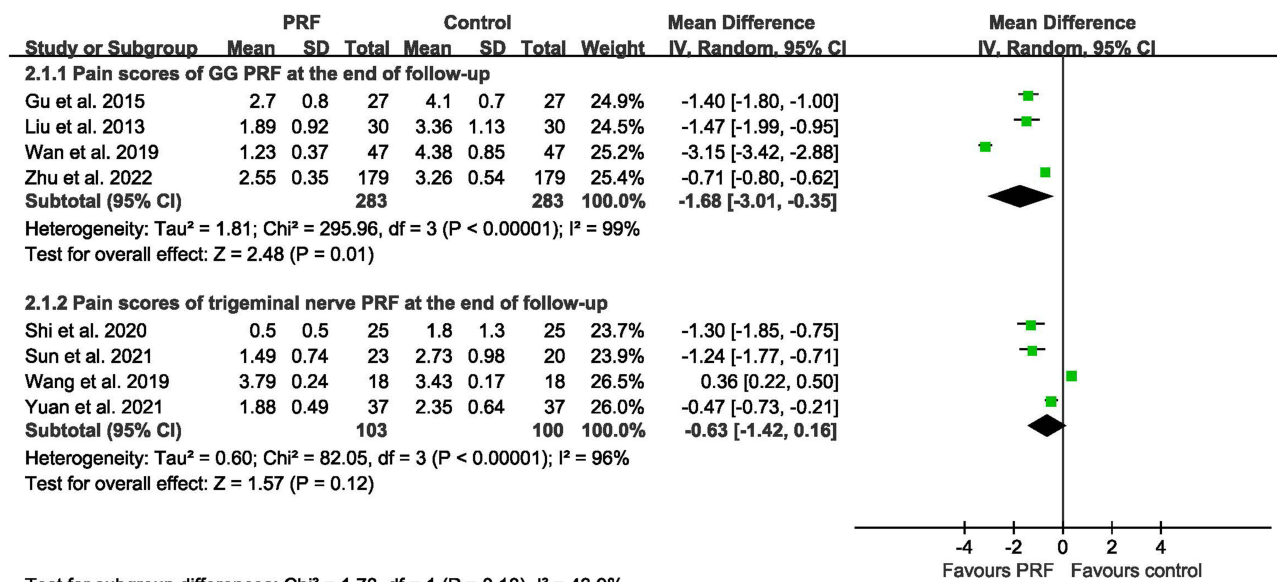 PRF Control Mean Difference Mean Difference
Study or Subgroup Mean SD Total Mean SD Total Weight IV, Random, 95% CI IV, Random, 95% CI
2.1.1 Pain scores of GG PRF at the end of follow-up
Gu et al. 2015 2.7 0.8 27 4.1 0.7 27 24.9% -1.40 [-1.80, -1.00]
Liu et al. 2013 1.89 0.92 30 3.36 1.13 30 24.5% -1.47 [-1.99, -0.95]
Wan et al. 2019 1.23 0.37 47 4.38 0.85 47 25.2% -3.15 [-3.42, -2.88]
Zhu et al. 2022 2.55 0.35 179 3.26 0.54 179 25.4% -0.71 [-0.80, -0.62]
Subtotal (95% CI) 283 283 100.0% -1.68 [-3.01, -0.35]
Heterogeneity: Tau² = 1.81; Chi² = 295.96, df = 3 (P < 0.00001); I² = 99%
Test for overall effect: Z = 2.48 (P = 0.01)
2.1.2 Pain scores of trigeminal nerve PRF at the end of follow-up
Shi et al. 2020 0.5 0.5 25 1.8 1.3 25 23.7% -1.30 [-1.85, -0.75]
Sun et al. 2021 1.49 0.74 23 2.73 0.98 20 23.9% -1.24 [-1.77, -0.71]
Wang et al. 2019 3.79 0.24 18 3.43 0.17 18 26.5% 0.36 [0.22, 0.50]
Yuan et al. 2021 1.88 0.49 37 2.35 0.64 37 26.0% -0.47 [-0.73, -0.21]
Subtotal (95% CI) 103 100 100.0% -0.63 [-1.42, 0.16]
Heterogeneity: Tau² = 0.60; Chi² = 82.05, df = 3 (P < 0.00001); I² = 96%
Test for overall effect: Z = 1.57 (P = 0.12)
-4 -2 0 2 4
Favours PRF Favours control
Test for subgroup differences: Chi² = 1.